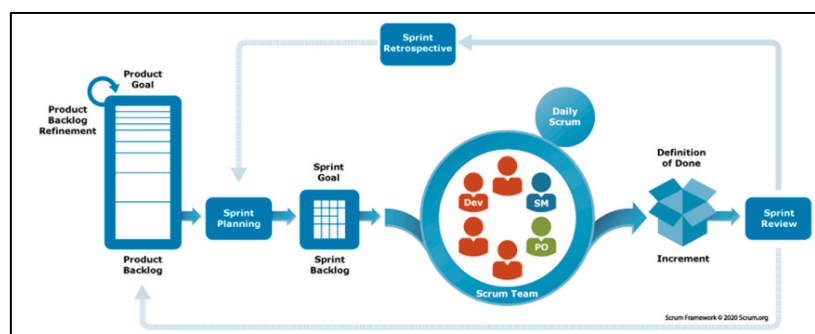 Sprint
Retrospective
Product
Goal
Product
Backlog
Refinement
Daily
Scrum
Sprint
Goal
Definition
of Done
Dev
SM
Sprint
Planning
Sprint
Review
PO
Product
Backlog
Sprint
Backlog
Increment
Scrum Team
Scrum Framework © 2020 Scrum.org